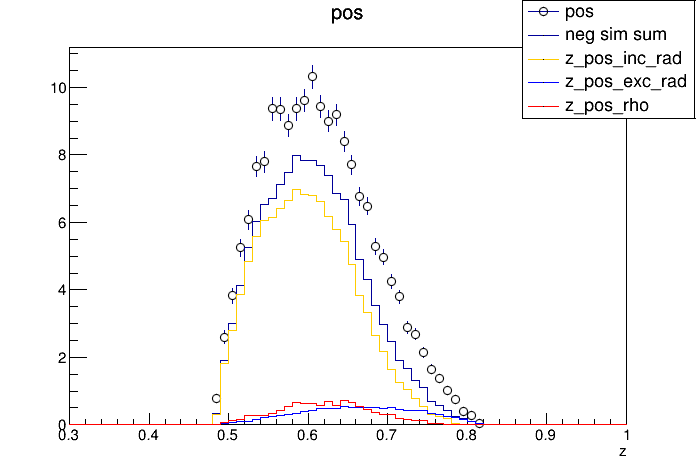 pos
pos
neg sim sum
z_pos_inc_rad
z_pos_exc_rad
z_pos_rho
10
8
6
4
2
0
0.3 0.4 0.5 0.6 0.7 0.8 0.9 1
z